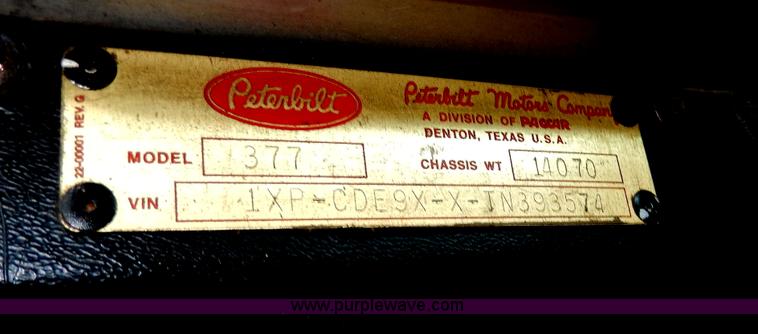 22-00001 REV. G
Peterbilt
Peterbilt Motors Compan
A DIVISION OF PACCAR
DENTON, TEXAS U.S.A.
MODEL 377
CHASSIS WT 14070
VIN 1XP-CDE9X-X-TN393574
www.purplewave.com